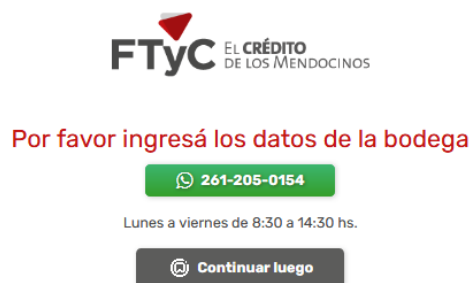 FTyC EL CRÉDITO
DE LOS MENDOCINOS
Por favor ingresá los datos de la bodega
261-205-0154
Lunes a viernes de 8:30 a 14:30 hs.
Continuar luego